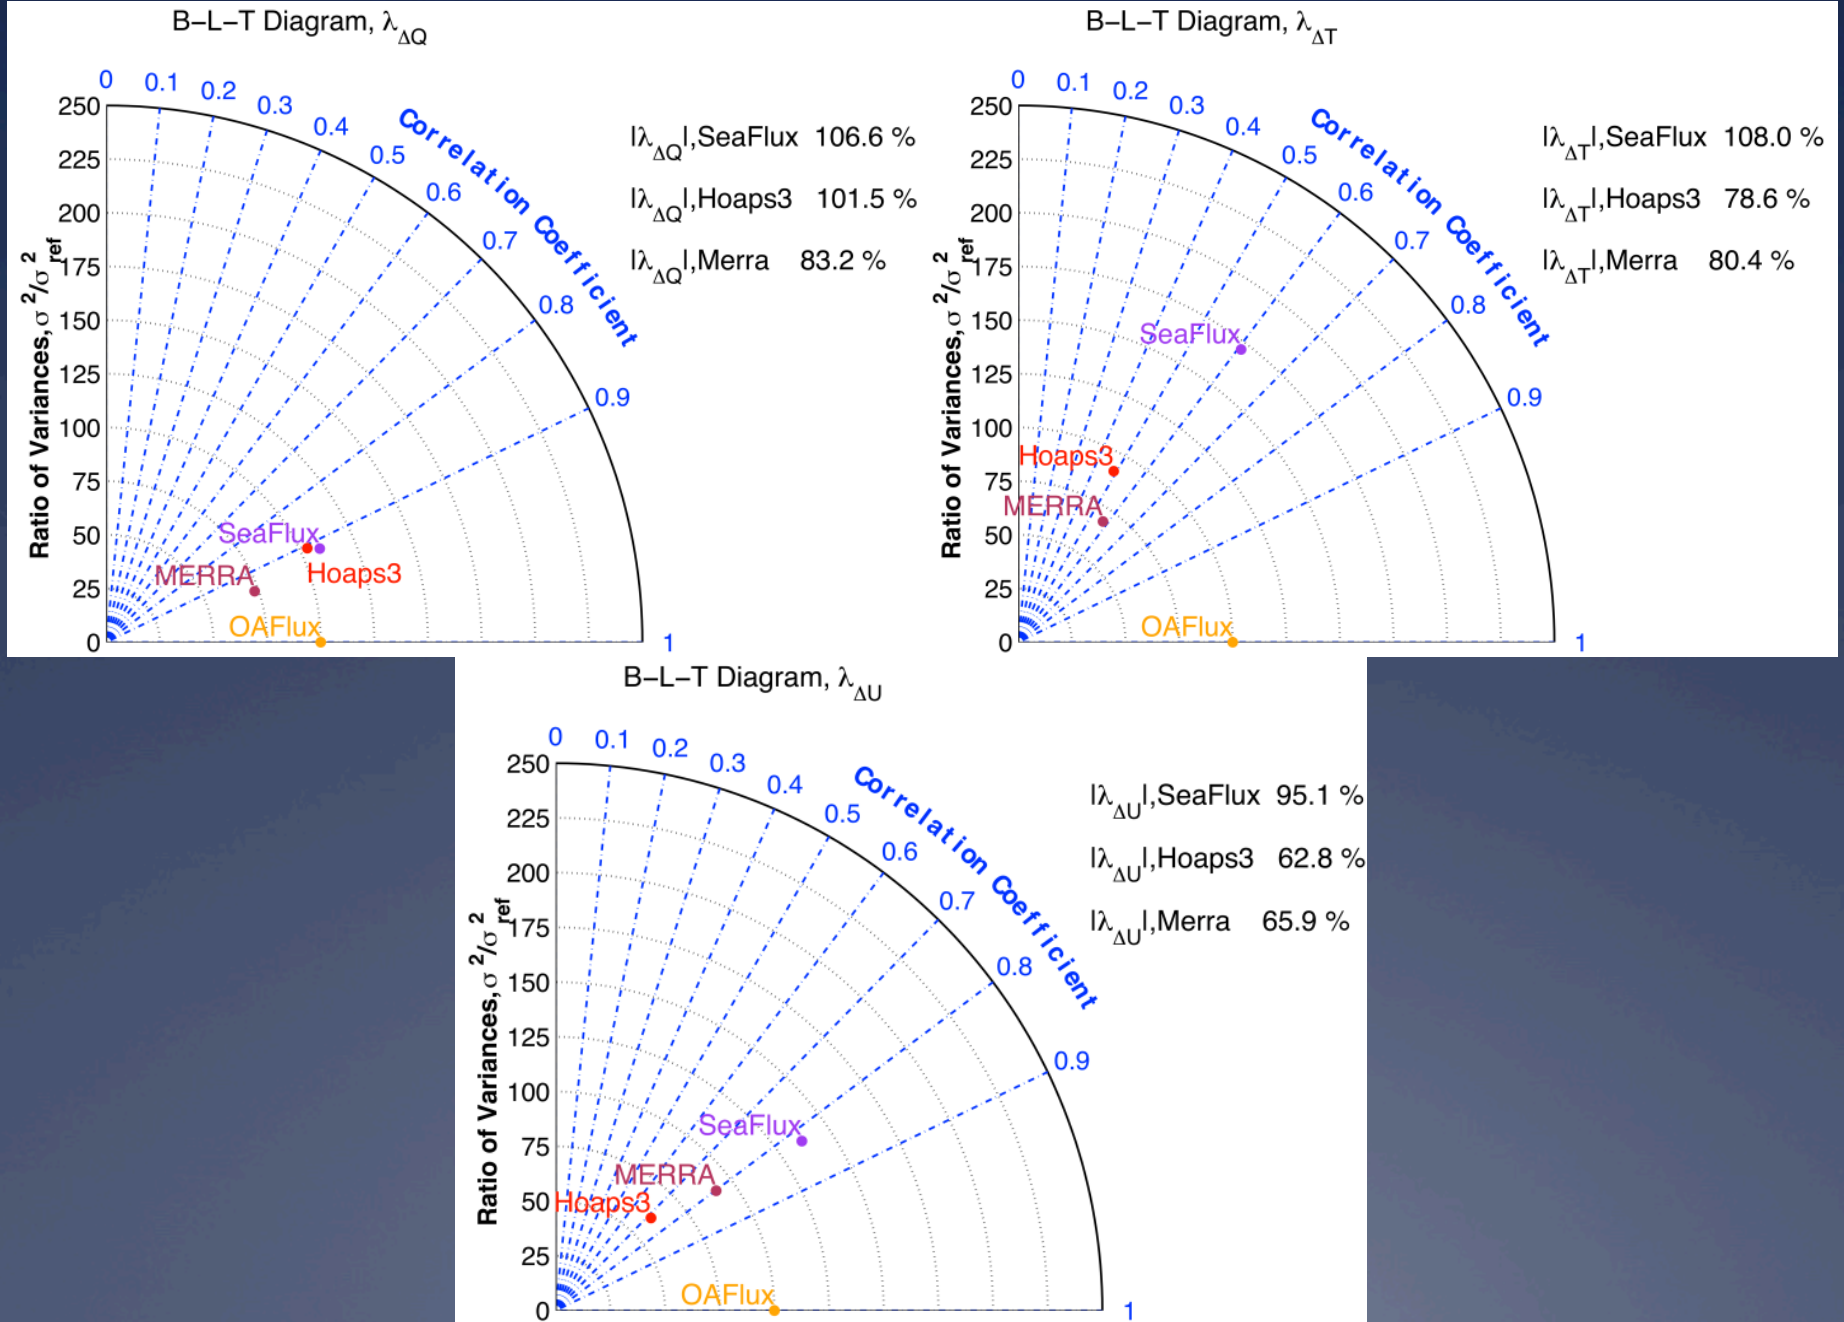 B–L–T Diagram, λΔQ
0 0.1 0.2 0.3 0.4 0.5 0.6 0.7 0.8 0.9 1
Correlation Coefficient
250
225
200
175
150
125
100
75
50
25
0
Ratio of Variances,σ²/σ²ref
|λΔQ|,SeaFlux 106.6 %
|λΔQ|,Hoaps3 101.5 %
|λΔQ|,Merra 83.2 %
SeaFlux
Hoaps3
MERRA
OAFlux
B–L–T Diagram, λΔT
0 0.1 0.2 0.3 0.4 0.5 0.6 0.7 0.8 0.9 1
Correlation Coefficient
250
225
200
175
150
125
100
75
50
25
0
Ratio of Variances,σ²/σ²ref
|λΔT|,SeaFlux 108.0 %
|λΔT|,Hoaps3 78.6 %
|λΔT|,Merra 80.4 %
SeaFlux
Hoaps3
MERRA
OAFlux
B–L–T Diagram, λΔU
0 0.1 0.2 0.3 0.4 0.5 0.6 0.7 0.8 0.9 1
Correlation Coefficient
250
225
200
175
150
125
100
75
50
25
0
Ratio of Variances,σ²/σ²ref
|λΔU|,SeaFlux 95.1 %
|λΔU|,Hoaps3 62.8 %
|λΔU|,Merra 65.9 %
SeaFlux
MERRA
Hoaps3
OAFlux